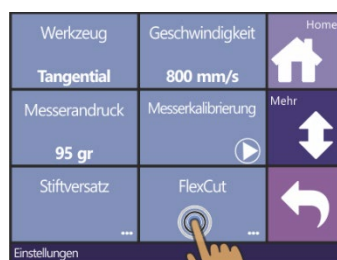 Werkzeug
Tangential
Geschwindigkeit
800 mm/s
Home
Messerandruck
95 gr
Messerkalibrierung
Mehr
Stiftversatz
...
FlexCut
...
Einstellungen